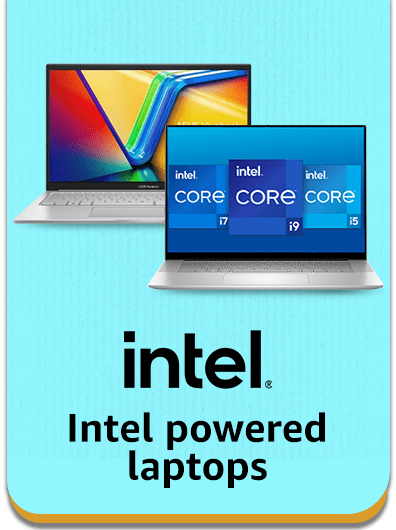 intel
CORE
i7
intel
CORE
i9
intel
CORE
i5
intel®
Intel powered
laptops